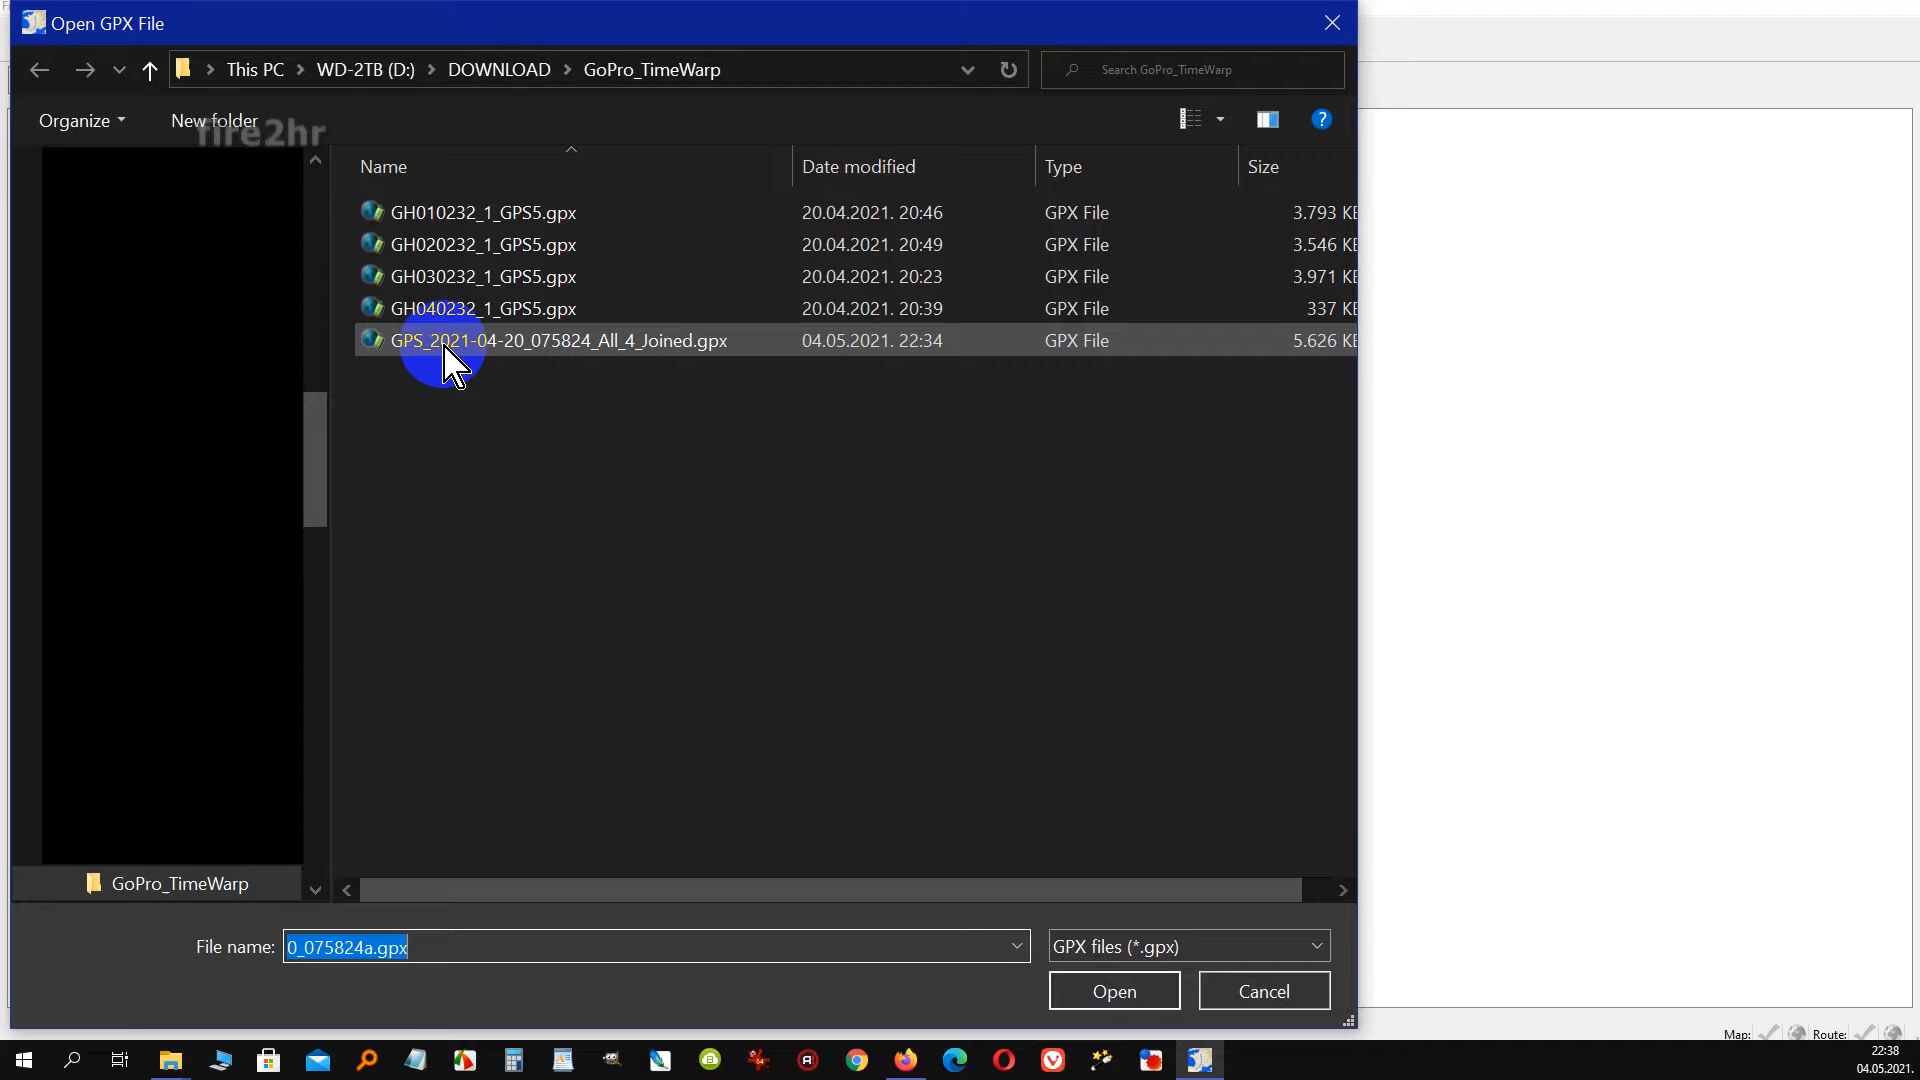 Open GPX File
This PC WD-2TB (D:) DOWNLOAD GoPro_TimeWarp
Search GoPro_TimeWarp
Organize New folder
fire2hr
Name Date modified Type Size
GH010232_1_GPS5.gpx 20.04.2021. 20:46 GPX File 3.793 KB
GH020232_1_GPS5.gpx 20.04.2021. 20:49 GPX File 3.546 KB
GH030232_1_GPS5.gpx 20.04.2021. 20:23 GPX File 3.971 KB
GH040232_1_GPS5.gpx 20.04.2021. 20:39 GPX File 337 KB
GPS_2021-04-20_075824_All_4_Joined.gpx 04.05.2021. 22:34 GPX File 5.626 KB
GoPro_TimeWarp
File name: 0_075824a.gpx GPX files (*.gpx)
Open Cancel
Map: Route:
22:38
04.05.2021.